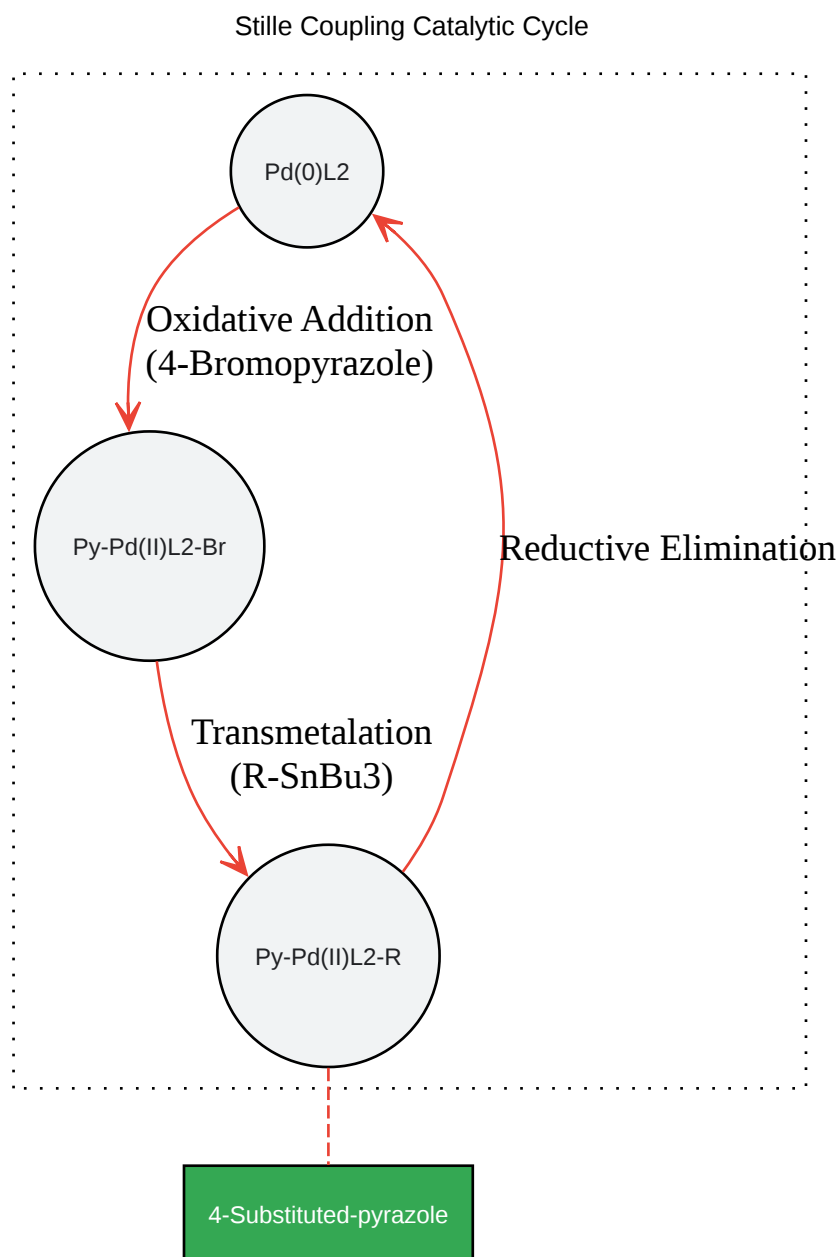 Stille Coupling Catalytic Cycle
Pd(0)L2
Oxidative Addition
(4-Bromopyrazole)
Py-Pd(II)L2-Br
Reductive Elimination
Transmetalation
(R-SnBu3)
Py-Pd(II)L2-R
4-Substituted-pyrazole